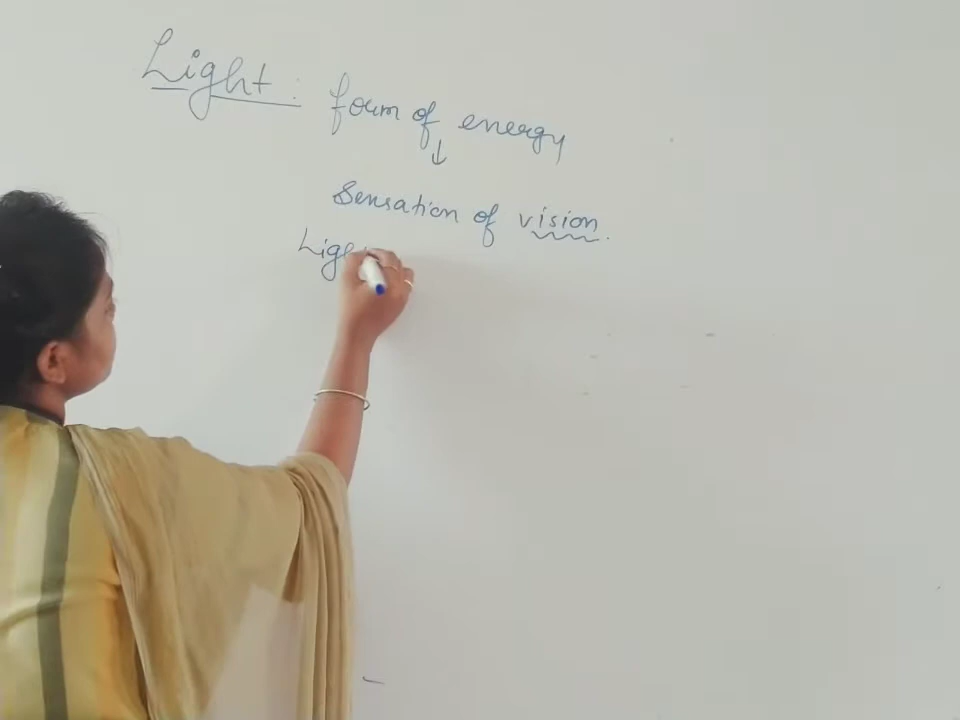 Light : form of energy
↓
Sensation of vision.
Ligh